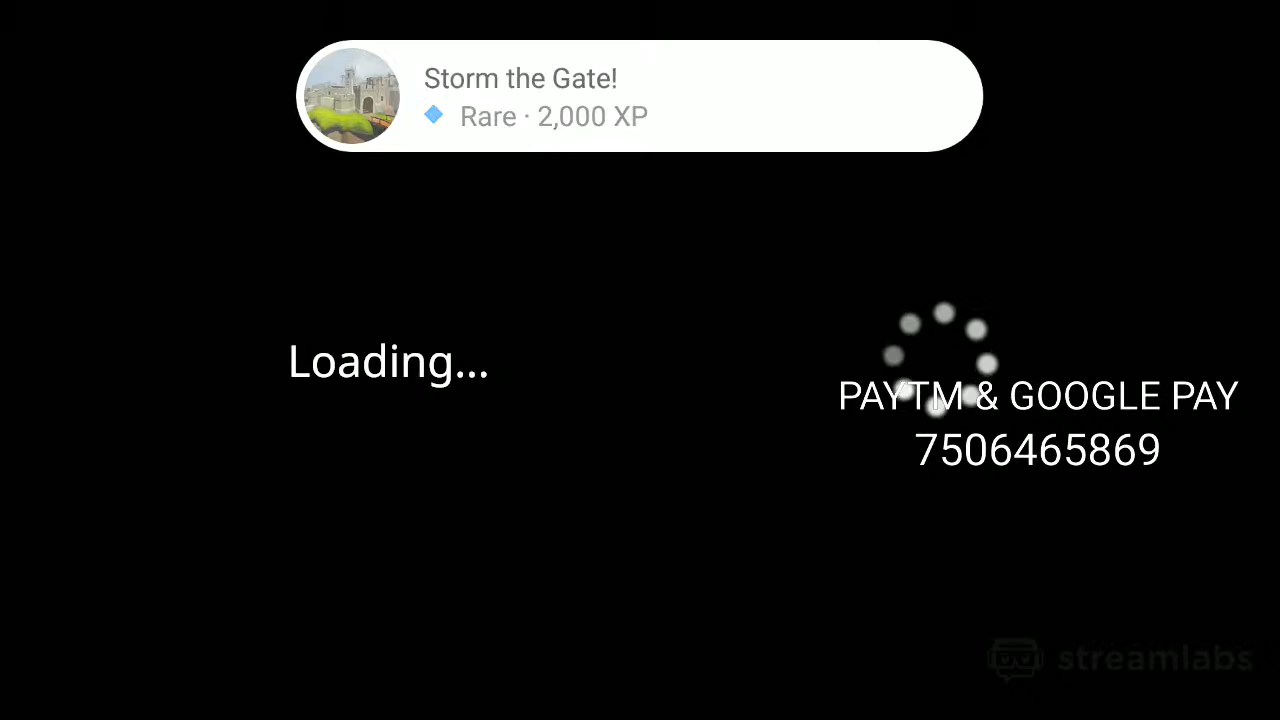 Storm the Gate!
Rare · 2,000 XP
Loading...
PAYTM & GOOGLE PAY
7506465869
streamlabs